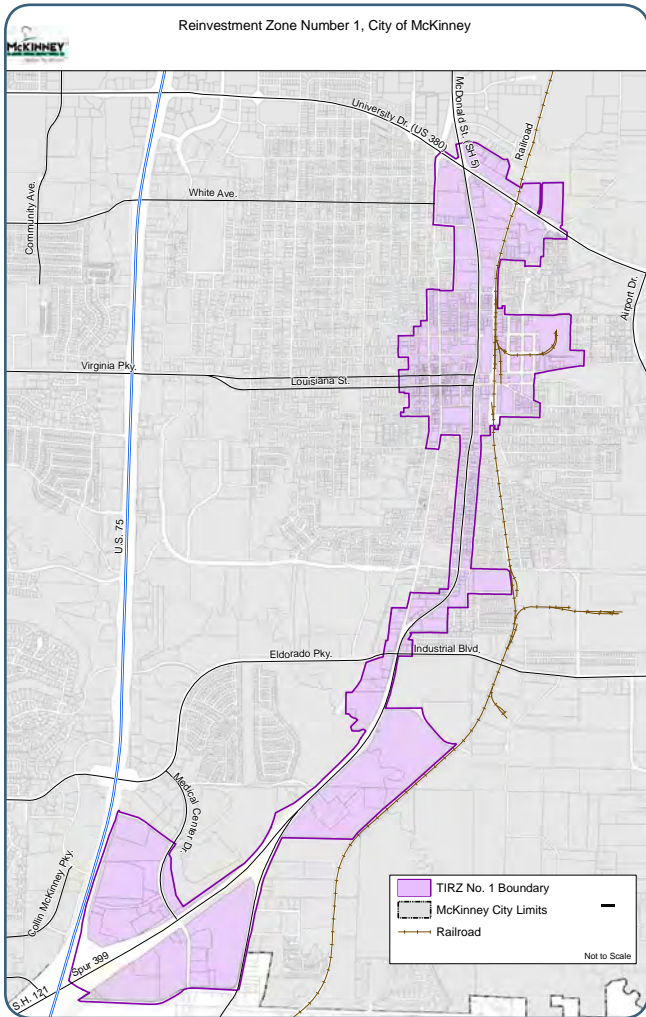 Reinvestment Zone Number 1, City of McKinney
McKINNEY
University Dr. (US 380)
McDonald St. (SH 5)
Railroad
Community Ave.
White Ave.
Airport Dr.
Virginia Pky.
Louisiana St.
U.S. 75
Eldorado Pky.
Industrial Blvd.
Medical Center Dr.
Collin McKinney Pky.
Spur 399
S.H. 121
TIRZ No. 1 Boundary
McKinney City Limits
Railroad
Not to Scale